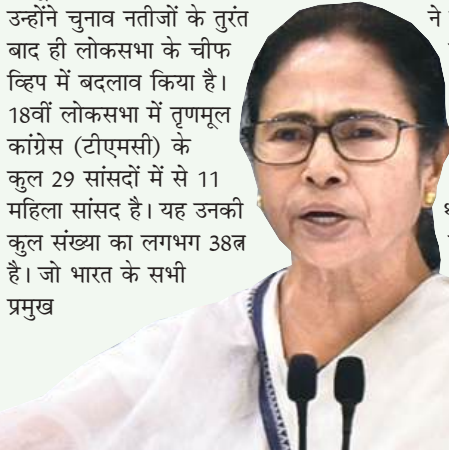 उन्होंने चुनाव नतीजों के तुरंत
बाद ही लोकसभा के चीफ
व्हिप में बदलाव किया है।
18वीं लोकसभा में तृणमूल
कांग्रेस (टीएमसी) के
कुल 29 सांसदों में से 11
महिला सांसद है। यह उनकी
कुल संख्या का लगभग 38त्न
है। जो भारत के सभी
प्रमुख
ने